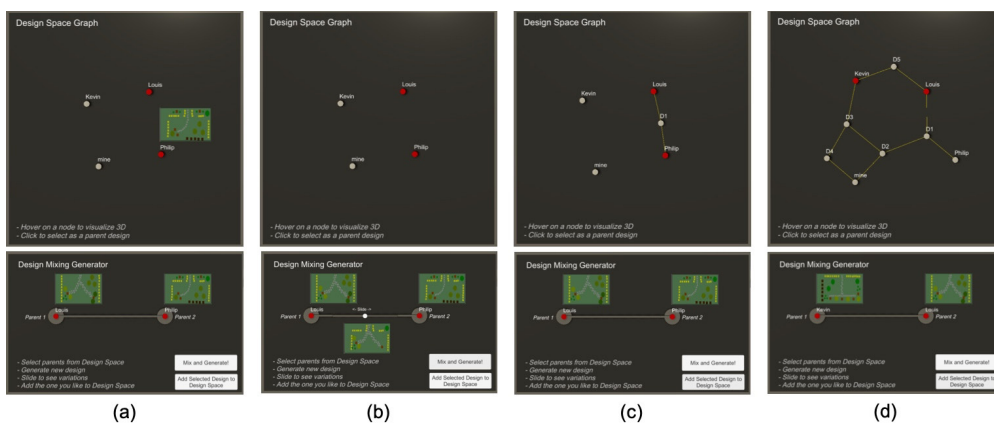 Design Space Graph
Louis
Kevin
Philip
mine
- Hover on a node to visualize 3D
- Click to select as a parent design
Design Mixing Generator
Louis
Philip
Parent 1
Parent 2
- Select parents from Design Space
- Generate new design
- Slide to see variations
- Add the one you like to Design Space
Mix and Generate!
Add Selected Design to
Design Space
(a)
Design Space Graph
Louis
Kevin
Philip
mine
- Hover on a node to visualize 3D
- Click to select as a parent design
Design Mixing Generator
Louis
<- Slide ->
Philip
Parent 1
Parent 2
- Select parents from Design Space
- Generate new design
- Slide to see variations
- Add the one you like to Design Space
Mix and Generate!
Add Selected Design to
Design Space
(b)
Design Space Graph
Louis
Kevin
D1
Philip
mine
- Hover on a node to visualize 3D
- Click to select as a parent design
Design Mixing Generator
Louis
Philip
Parent 1
Parent 2
- Select parents from Design Space
- Generate new design
- Slide to see variations
- Add the one you like to Design Space
Mix and Generate!
Add Selected Design to
Design Space
(c)
Design Space Graph
D5
Kevin
Louis
D3
D1
D4
D2
Philip
mine
- Hover on a node to visualize 3D
- Click to select as a parent design
Design Mixing Generator
Kevin
Louis
Parent 1
Parent 2
- Select parents from Design Space
- Generate new design
- Slide to see variations
- Add the one you like to Design Space
Mix and Generate!
Add Selected Design to
Design Space
(d)